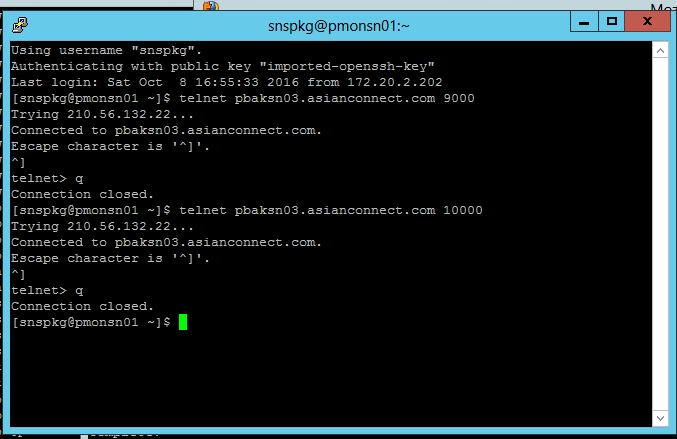 snspkg@pmonsn01:~
Using username "snspkg".
Authenticating with public key "imported-openssh-key"
Last login: Sat Oct  8 16:55:33 2016 from 172.20.2.202
[snspkg@pmonsn01 ~]$ telnet pbaksn03.asianconnect.com 9000
Trying 210.56.132.22...
Connected to pbaksn03.asianconnect.com.
Escape character is '^]'.
^]
telnet> q
Connection closed.
[snspkg@pmonsn01 ~]$ telnet pbaksn03.asianconnect.com 10000
Trying 210.56.132.22...
Connected to pbaksn03.asianconnect.com.
Escape character is '^]'.
^]
telnet> q
Connection closed.
[snspkg@pmonsn01 ~]$